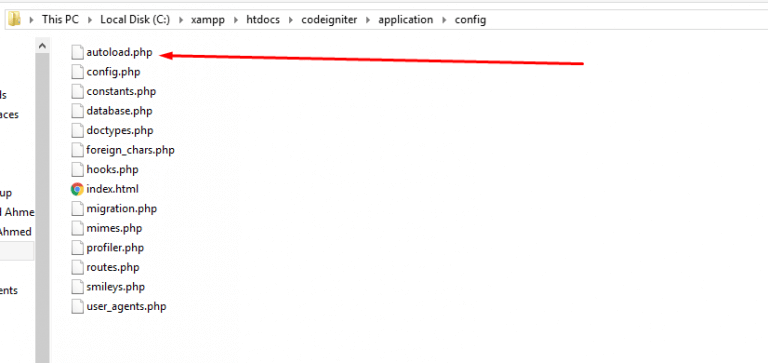 This PC Local Disk (C:) xampp htdocs codeigniter application config
autoload.php
config.php
ds
constants.php
aces
database.php
doctypes.php
foreign_chars.php
hooks.php
up
index.html
d Ahme
migration.php
Ahmed
mimes.php
profiler.php
routes.php
ents
smileys.php
user_agents.php